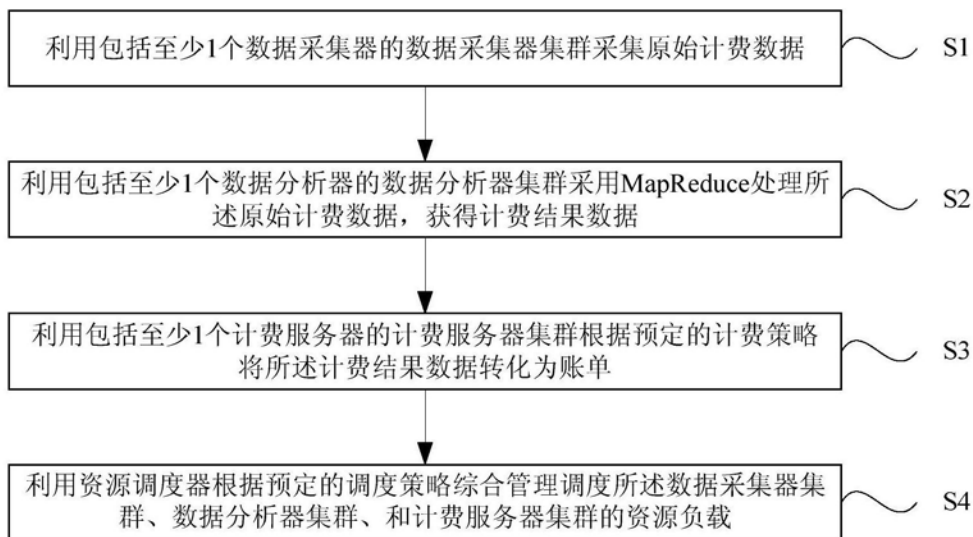 利用包括至少1个数据采集器的数据采集器集群采集原始计费数据
S1
利用包括至少1个数据分析器的数据分析器集群采用MapReduce处理所
述原始计费数据，获得计费结果数据
S2
利用包括至少1个计费服务器的计费服务器集群根据预定的计费策略
将所述计费结果数据转化为账单
S3
利用资源调度器根据预定的调度策略综合管理调度所述数据采集器集
群、数据分析器集群、和计费服务器集群的资源负载
S4